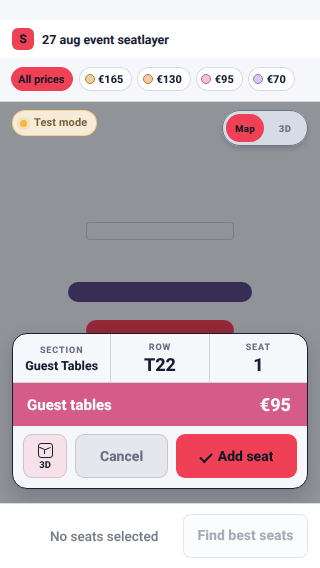 S 27 aug event seatlayer
All prices €165 €130 €95 €70
Test mode
Map 3D
SECTION ROW SEAT
Guest Tables T22 1
Guest tables €95
3D Cancel Add seat
No seats selected Find best seats